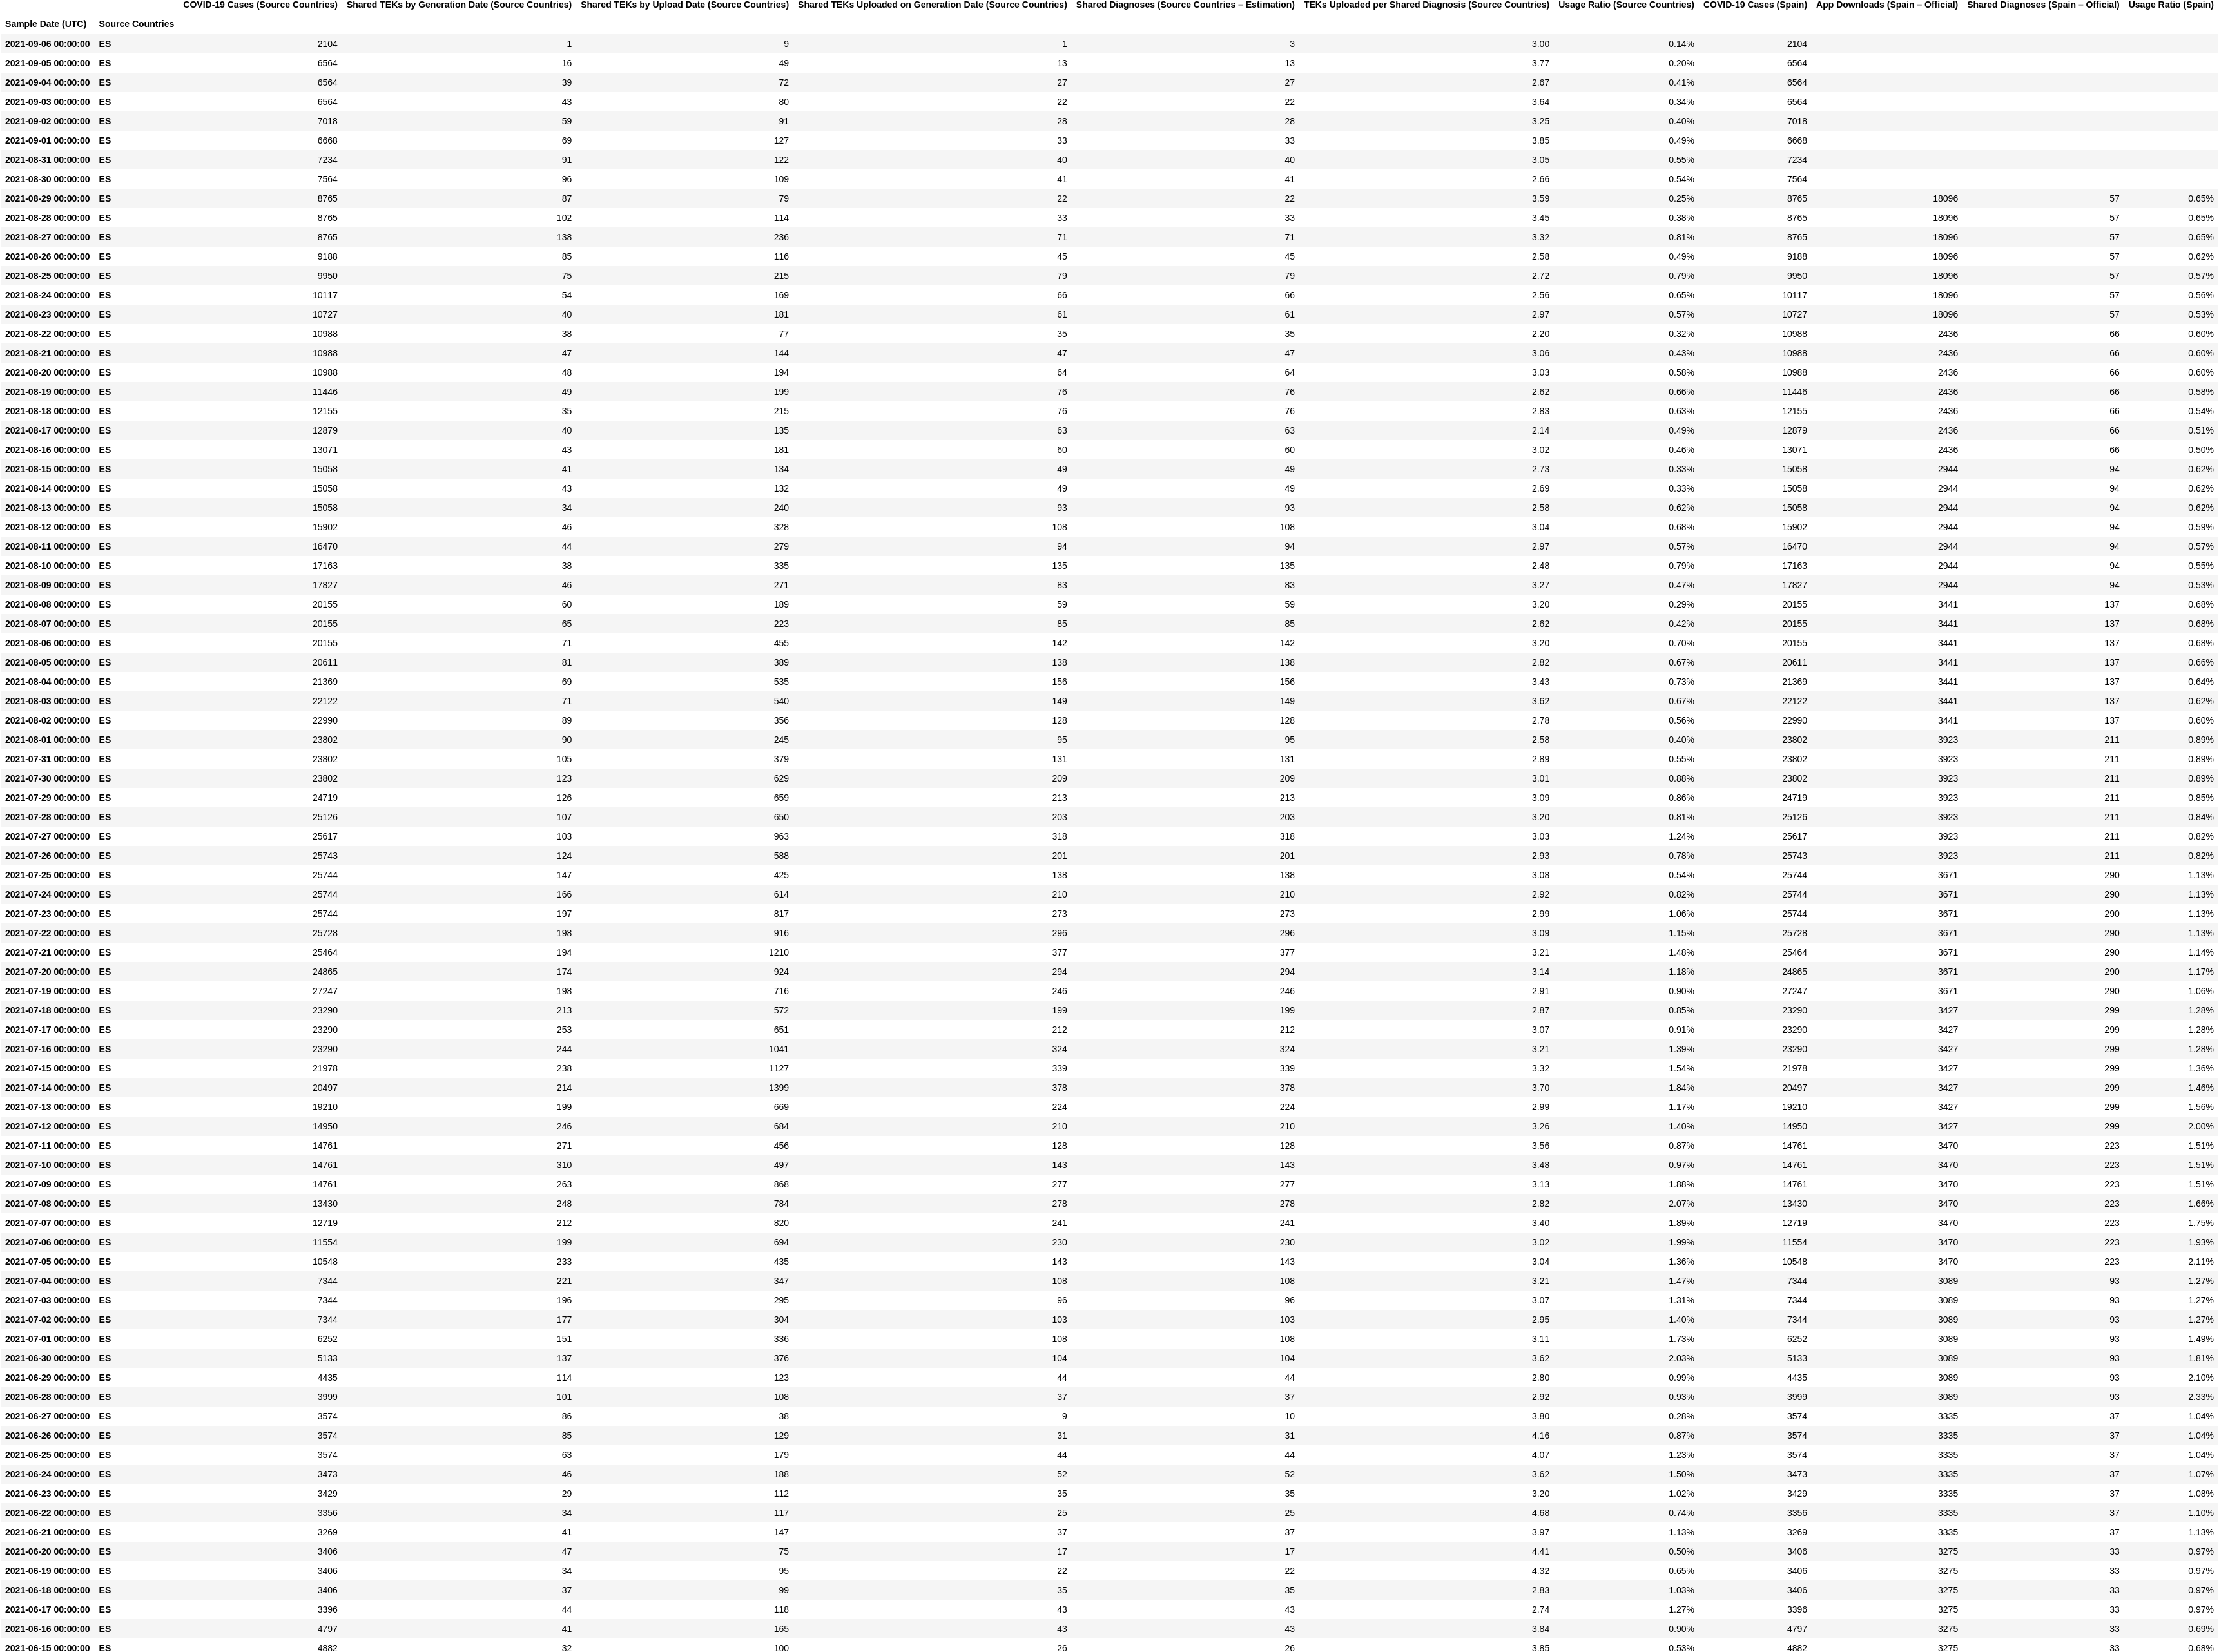 COVID-19 Cases (Source Countries) Shared TEKs by Generation Date (Source Countries) Shared TEKs by Upload Date (Source Countries) Shared TEKs Uploaded on Generation Date (Source Countries) Shared Diagnoses (Source Countries – Estimation) TEKs Uploaded per Shared Diagnosis (Source Countries) Usage Ratio (Source Countries) COVID-19 Cases (Spain) App Downloads (Spain – Official) Shared Diagnoses (Spain – Official) Usage Ratio (Spain)
Sample Date (UTC) Source Countries
2021-09-06 00:00:00 ES 2104 1 9 1 3 3.00 0.14% 2104
2021-09-05 00:00:00 ES 6564 16 49 13 13 3.77 0.20% 6564
2021-09-04 00:00:00 ES 6564 39 72 27 27 2.67 0.41% 6564
2021-09-03 00:00:00 ES 6564 43 80 22 22 3.64 0.34% 6564
2021-09-02 00:00:00 ES 7018 59 91 28 28 3.25 0.40% 7018
2021-09-01 00:00:00 ES 6668 69 127 33 33 3.85 0.49% 6668
2021-08-31 00:00:00 ES 7234 91 122 40 40 3.05 0.55% 7234
2021-08-30 00:00:00 ES 7564 96 109 41 41 2.66 0.54% 7564
2021-08-29 00:00:00 ES 8765 87 79 22 22 3.59 0.25% 8765 18096 57 0.65%
2021-08-28 00:00:00 ES 8765 102 114 33 33 3.45 0.38% 8765 18096 57 0.65%
2021-08-27 00:00:00 ES 8765 138 236 71 71 3.32 0.81% 8765 18096 57 0.65%
2021-08-26 00:00:00 ES 9188 85 116 45 45 2.58 0.49% 9188 18096 57 0.62%
2021-08-25 00:00:00 ES 9950 75 215 79 79 2.72 0.79% 9950 18096 57 0.57%
2021-08-24 00:00:00 ES 10117 54 169 66 66 2.56 0.65% 10117 18096 57 0.56%
2021-08-23 00:00:00 ES 10727 40 181 61 61 2.97 0.57% 10727 18096 57 0.53%
2021-08-22 00:00:00 ES 10988 38 77 35 35 2.20 0.32% 10988 2436 66 0.60%
2021-08-21 00:00:00 ES 10988 47 144 47 47 3.06 0.43% 10988 2436 66 0.60%
2021-08-20 00:00:00 ES 10988 48 194 64 64 3.03 0.58% 10988 2436 66 0.60%
2021-08-19 00:00:00 ES 11446 49 199 76 76 2.62 0.66% 11446 2436 66 0.58%
2021-08-18 00:00:00 ES 12155 35 215 76 76 2.83 0.63% 12155 2436 66 0.54%
2021-08-17 00:00:00 ES 12879 40 135 63 63 2.14 0.49% 12879 2436 66 0.51%
2021-08-16 00:00:00 ES 13071 43 181 60 60 3.02 0.46% 13071 2436 66 0.50%
2021-08-15 00:00:00 ES 15058 41 134 49 49 2.73 0.33% 15058 2944 94 0.62%
2021-08-14 00:00:00 ES 15058 43 132 49 49 2.69 0.33% 15058 2944 94 0.62%
2021-08-13 00:00:00 ES 15058 34 240 93 93 2.58 0.62% 15058 2944 94 0.62%
2021-08-12 00:00:00 ES 15902 46 328 108 108 3.04 0.68% 15902 2944 94 0.59%
2021-08-11 00:00:00 ES 16470 44 279 94 94 2.97 0.57% 16470 2944 94 0.57%
2021-08-10 00:00:00 ES 17163 38 335 135 135 2.48 0.79% 17163 2944 94 0.55%
2021-08-09 00:00:00 ES 17827 46 271 83 83 3.27 0.47% 17827 2944 94 0.53%
2021-08-08 00:00:00 ES 20155 60 189 59 59 3.20 0.29% 20155 3441 137 0.68%
2021-08-07 00:00:00 ES 20155 65 223 85 85 2.62 0.42% 20155 3441 137 0.68%
2021-08-06 00:00:00 ES 20155 71 455 142 142 3.20 0.70% 20155 3441 137 0.68%
2021-08-05 00:00:00 ES 20611 81 389 138 138 2.82 0.67% 20611 3441 137 0.66%
2021-08-04 00:00:00 ES 21369 69 535 156 156 3.43 0.73% 21369 3441 137 0.64%
2021-08-03 00:00:00 ES 22122 71 540 149 149 3.62 0.67% 22122 3441 137 0.62%
2021-08-02 00:00:00 ES 22990 89 356 128 128 2.78 0.56% 22990 3441 137 0.60%
2021-08-01 00:00:00 ES 23802 90 245 95 95 2.58 0.40% 23802 3923 211 0.89%
2021-07-31 00:00:00 ES 23802 105 379 131 131 2.89 0.55% 23802 3923 211 0.89%
2021-07-30 00:00:00 ES 23802 123 629 209 209 3.01 0.88% 23802 3923 211 0.89%
2021-07-29 00:00:00 ES 24719 126 659 213 213 3.09 0.86% 24719 3923 211 0.85%
2021-07-28 00:00:00 ES 25126 107 650 203 203 3.20 0.81% 25126 3923 211 0.84%
2021-07-27 00:00:00 ES 25617 103 963 318 318 3.03 1.24% 25617 3923 211 0.82%
2021-07-26 00:00:00 ES 25743 124 588 201 201 2.93 0.78% 25743 3923 211 0.82%
2021-07-25 00:00:00 ES 25744 147 425 138 138 3.08 0.54% 25744 3671 290 1.13%
2021-07-24 00:00:00 ES 25744 166 614 210 210 2.92 0.82% 25744 3671 290 1.13%
2021-07-23 00:00:00 ES 25744 197 817 273 273 2.99 1.06% 25744 3671 290 1.13%
2021-07-22 00:00:00 ES 25728 198 916 296 296 3.09 1.15% 25728 3671 290 1.13%
2021-07-21 00:00:00 ES 25464 194 1210 377 377 3.21 1.48% 25464 3671 290 1.14%
2021-07-20 00:00:00 ES 24865 174 924 294 294 3.14 1.18% 24865 3671 290 1.17%
2021-07-19 00:00:00 ES 27247 198 716 246 246 2.91 0.90% 27247 3671 290 1.06%
2021-07-18 00:00:00 ES 23290 213 572 199 199 2.87 0.85% 23290 3427 299 1.28%
2021-07-17 00:00:00 ES 23290 253 651 212 212 3.07 0.91% 23290 3427 299 1.28%
2021-07-16 00:00:00 ES 23290 244 1041 324 324 3.21 1.39% 23290 3427 299 1.28%
2021-07-15 00:00:00 ES 21978 238 1127 339 339 3.32 1.54% 21978 3427 299 1.36%
2021-07-14 00:00:00 ES 20497 214 1399 378 378 3.70 1.84% 20497 3427 299 1.46%
2021-07-13 00:00:00 ES 19210 199 669 224 224 2.99 1.17% 19210 3427 299 1.56%
2021-07-12 00:00:00 ES 14950 246 684 210 210 3.26 1.40% 14950 3427 299 2.00%
2021-07-11 00:00:00 ES 14761 271 456 128 128 3.56 0.87% 14761 3470 223 1.51%
2021-07-10 00:00:00 ES 14761 310 497 143 143 3.48 0.97% 14761 3470 223 1.51%
2021-07-09 00:00:00 ES 14761 263 868 277 277 3.13 1.88% 14761 3470 223 1.51%
2021-07-08 00:00:00 ES 13430 248 784 278 278 2.82 2.07% 13430 3470 223 1.66%
2021-07-07 00:00:00 ES 12719 212 820 241 241 3.40 1.89% 12719 3470 223 1.75%
2021-07-06 00:00:00 ES 11554 199 694 230 230 3.02 1.99% 11554 3470 223 1.93%
2021-07-05 00:00:00 ES 10548 233 435 143 143 3.04 1.36% 10548 3470 223 2.11%
2021-07-04 00:00:00 ES 7344 221 347 108 108 3.21 1.47% 7344 3089 93 1.27%
2021-07-03 00:00:00 ES 7344 196 295 96 96 3.07 1.31% 7344 3089 93 1.27%
2021-07-02 00:00:00 ES 7344 177 304 103 103 2.95 1.40% 7344 3089 93 1.27%
2021-07-01 00:00:00 ES 6252 151 336 108 108 3.11 1.73% 6252 3089 93 1.49%
2021-06-30 00:00:00 ES 5133 137 376 104 104 3.62 2.03% 5133 3089 93 1.81%
2021-06-29 00:00:00 ES 4435 114 123 44 44 2.80 0.99% 4435 3089 93 2.10%
2021-06-28 00:00:00 ES 3999 101 108 37 37 2.92 0.93% 3999 3089 93 2.33%
2021-06-27 00:00:00 ES 3574 86 38 9 10 3.80 0.28% 3574 3335 37 1.04%
2021-06-26 00:00:00 ES 3574 85 129 31 31 4.16 0.87% 3574 3335 37 1.04%
2021-06-25 00:00:00 ES 3574 63 179 44 44 4.07 1.23% 3574 3335 37 1.04%
2021-06-24 00:00:00 ES 3473 46 188 52 52 3.62 1.50% 3473 3335 37 1.07%
2021-06-23 00:00:00 ES 3429 29 112 35 35 3.20 1.02% 3429 3335 37 1.08%
2021-06-22 00:00:00 ES 3356 34 117 25 25 4.68 0.74% 3356 3335 37 1.10%
2021-06-21 00:00:00 ES 3269 41 147 37 37 3.97 1.13% 3269 3335 37 1.13%
2021-06-20 00:00:00 ES 3406 47 75 17 17 4.41 0.50% 3406 3275 33 0.97%
2021-06-19 00:00:00 ES 3406 34 95 22 22 4.32 0.65% 3406 3275 33 0.97%
2021-06-18 00:00:00 ES 3406 37 99 35 35 2.83 1.03% 3406 3275 33 0.97%
2021-06-17 00:00:00 ES 3396 44 118 43 43 2.74 1.27% 3396 3275 33 0.97%
2021-06-16 00:00:00 ES 4797 41 165 43 43 3.84 0.90% 4797 3275 33 0.69%
2021-06-15 00:00:00 ES 4882 32 100 26 26 3.85 0.53% 4882 3275 33 0.68%